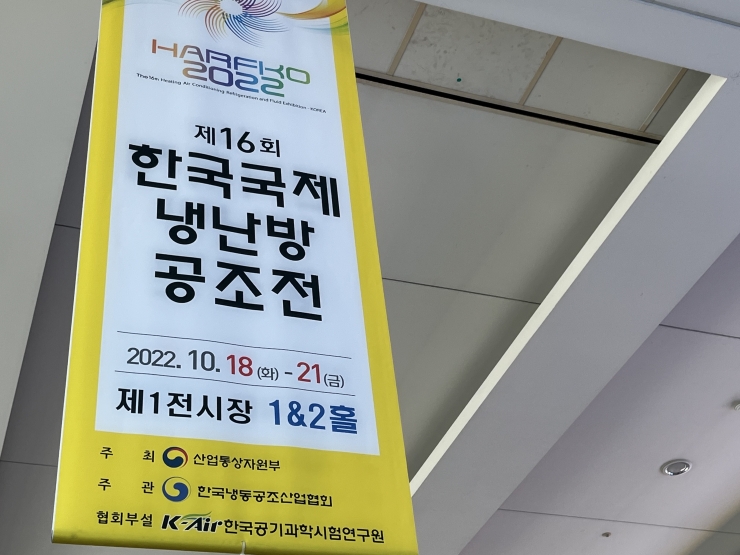 HARFKO
2022
The 16th Heating Air Conditioning Refrigeration and Fluid Exhibition - KOREA
제16회
한국국제
냉난방
공조전
2022. 10. 18 (화) - 21 (금)
제1전시장 1&2홀
주 최 산업통상자원부
주 관 한국냉동공조산업협회
협회부설 K-Air 한국공기과학시험연구원